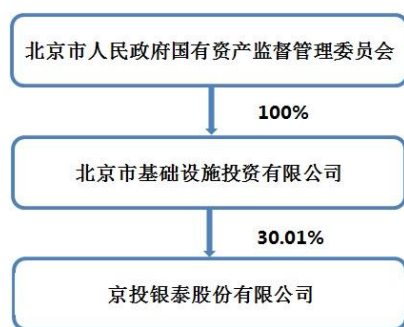 北京市人民政府国有资产监督管理委员会
100%
北京市基础设施投资有限公司
30.01%
京投银泰股份有限公司